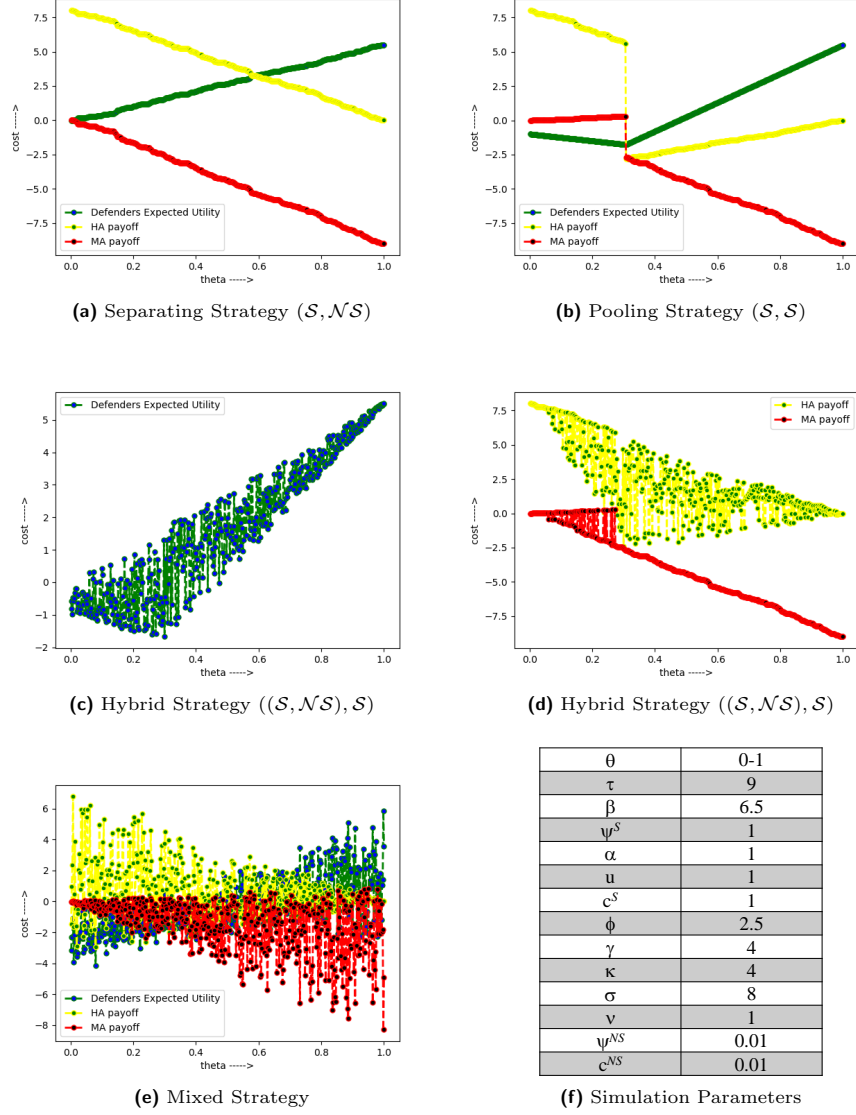 7.5
5.0
2.5
0.0
−2.5
−5.0
−7.5
cost ----->
Defenders Expected Utility
HA payoff
MA payoff
0.0 0.2 0.4 0.6 0.8 1.0
theta ----->
(a) Separating Strategy (S, NS)
7.5
5.0
2.5
0.0
−2.5
−5.0
−7.5
cost ----->
Defenders Expected Utility
HA payoff
MA payoff
0.0 0.2 0.4 0.6 0.8 1.0
theta ----->
(b) Pooling Strategy (S, S)
5
4
3
2
1
0
−1
−2
cost ----->
Defenders Expected Utility
0.0 0.2 0.4 0.6 0.8 1.0
theta ----->
(c) Hybrid Strategy ((S, NS), S)
7.5
5.0
2.5
0.0
−2.5
−5.0
−7.5
cost ----->
HA payoff
MA payoff
0.0 0.2 0.4 0.6 0.8 1.0
theta ----->
(d) Hybrid Strategy ((S, NS), S)
6
4
2
0
−2
−4
−6
−8
cost ----->
Defenders Expected Utility
HA payoff
MA payoff
0.0 0.2 0.4 0.6 0.8 1.0
theta ----->
(e) Mixed Strategy
θ 0-1
τ 9
β 6.5
ψ^S 1
α 1
u 1
c^S 1
ϕ 2.5
γ 4
κ 4
σ 8
ν 1
ψ^NS 0.01
c^NS 0.01
(f) Simulation Parameters